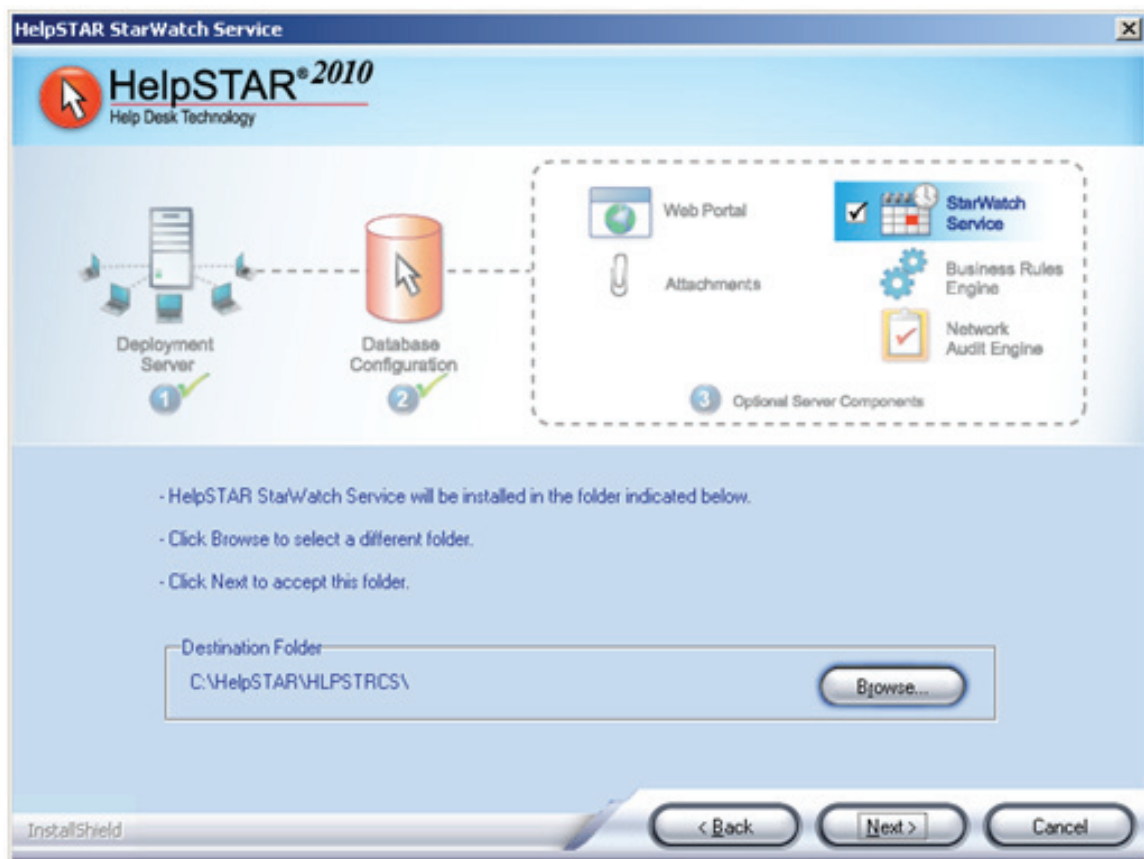 HelpSTAR StarWatch Service
HelpSTAR® 2010
Help Desk Technology
Web Portal
StarWatch
Service
Attachments
Business Rules
Engine
Network
Audit Engine
Deployment
Server
1
Database
Configuration
2
3 Optional Server Components
- HelpSTAR StarWatch Service will be installed in the folder indicated below.
- Click Browse to select a different folder.
- Click Next to accept this folder.
Destination Folder
C:\HelpSTAR\HLPSTRCS\
Browse...
InstallShield
< Back
Next >
Cancel